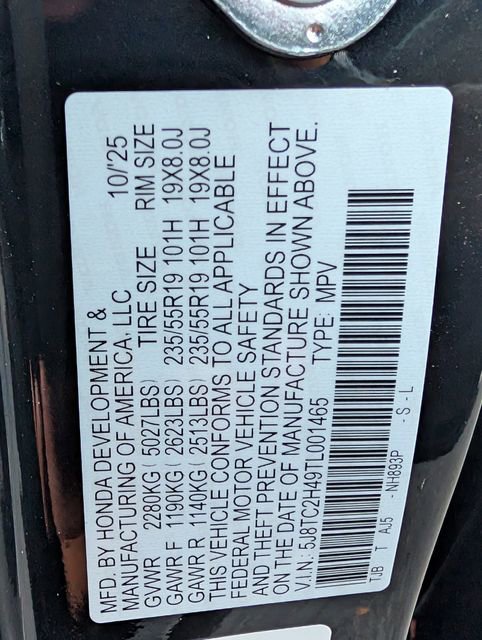 MFD. BY HONDA DEVELOPMENT &
MANUFACTURING OF AMERICA, LLC 10/'25
GVWR 2280KG ( 5027LBS) TIRE SIZE RIM SIZE
GAWR F 1190KG ( 2623LBS) 235/55R19 101H 19X8.0J
GAWR R 1140KG ( 2513LBS) 235/55R19 101H 19X8.0J
THIS VEHICLE CONFORMS TO ALL APPLICABLE
FEDERAL MOTOR VEHICLE SAFETY
AND THEFT PREVENTION STANDARDS IN EFFECT
ON THE DATE OF MANUFACTURE SHOWN ABOVE.
V.I.N.: 5J8TC2H49TL001465 TYPE: MPV
TJB T AJ5 - NH893P - S - L